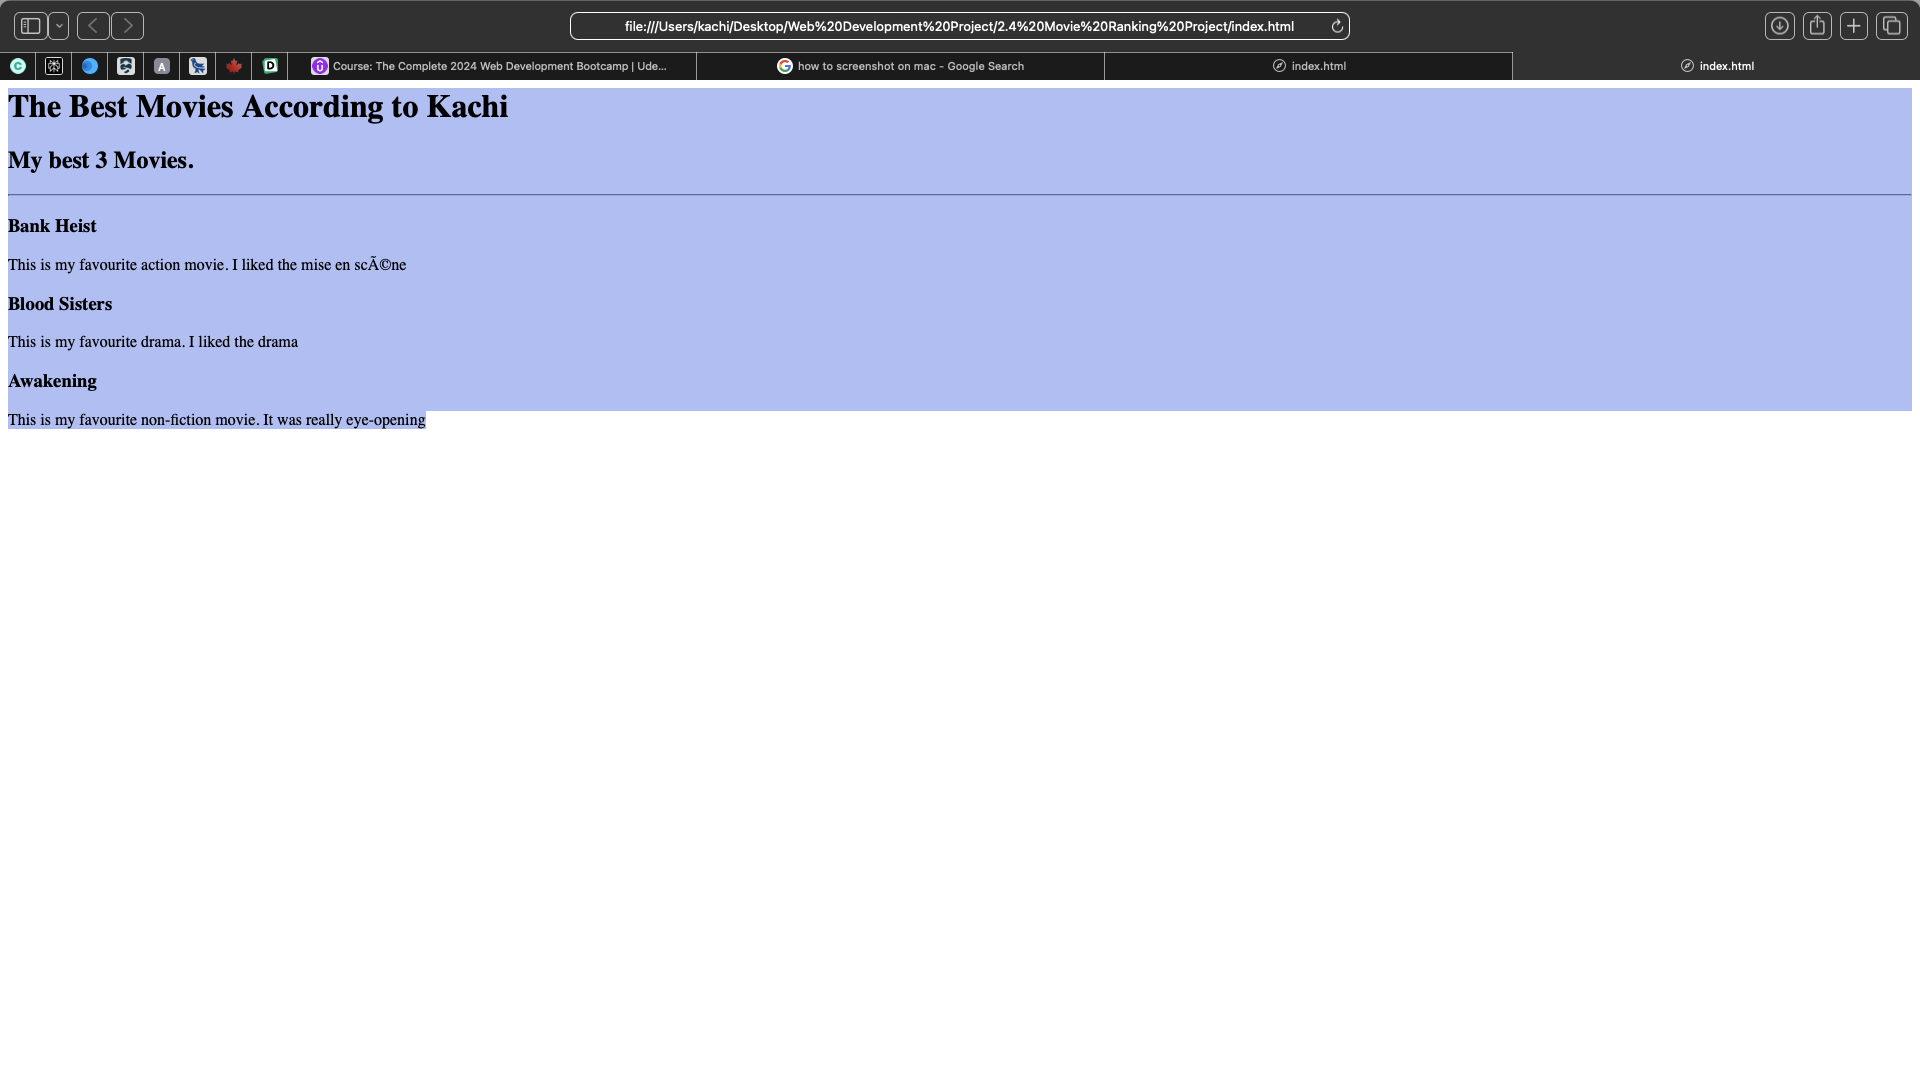 file:///Users/kachi/Desktop/Web%20Development%20Project/2.4%20Movie%20Ranking%20Project/index.html
Course: The Complete 2024 Web Development Bootcamp | Ude...
how to screenshot on mac - Google Search
index.html
index.html
The Best Movies According to Kachi
My best 3 Movies.
Bank Heist
This is my favourite action movie. I liked the mise en scÃ©ne
Blood Sisters
This is my favourite drama. I liked the drama
Awakening
This is my favourite non-fiction movie. It was really eye-opening